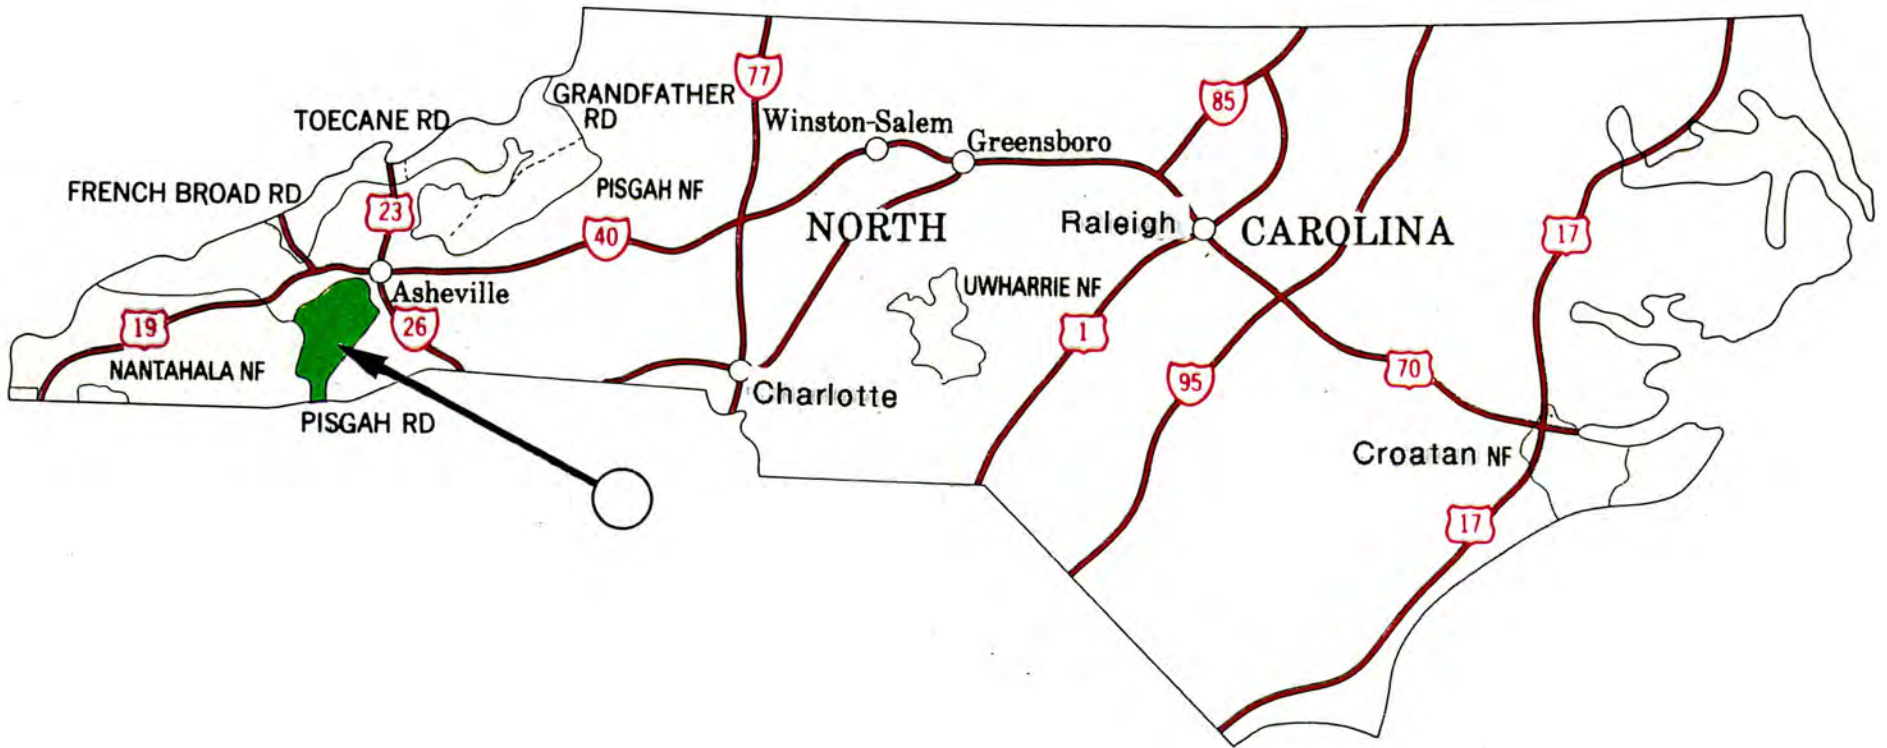 GRANDFATHER
RD
TOECANE RD
77
85
Winston-Salem
Greensboro
FRENCH BROAD RD
PISGAH NF
23
40
NORTH CAROLINA
Raleigh
17
Asheville
UWHARRIE NF
19
26
1
NANTAHALA NF
70
95
Charlotte
PISGAH RD
Croatan NF
17